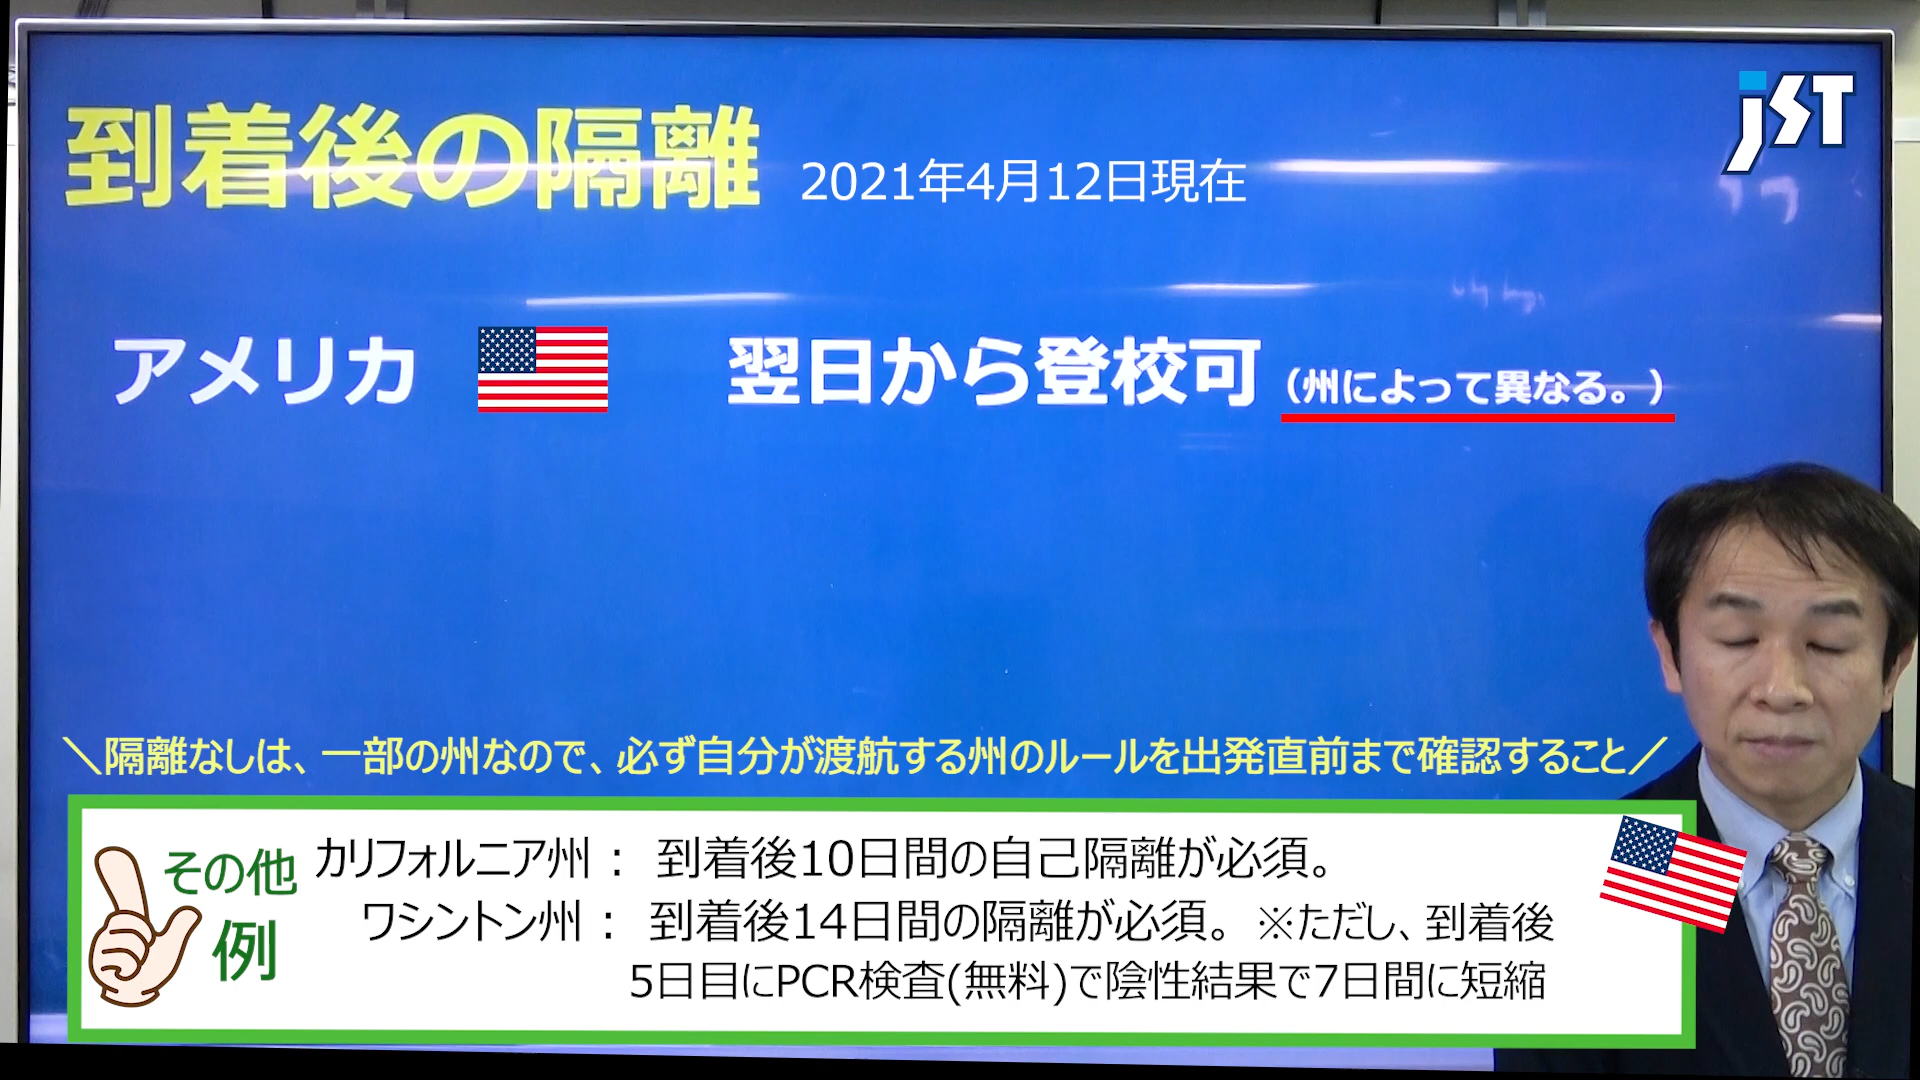 jST
到着後の隔離 2021年4月12日現在
アメリカ 翌日から登校可 (州によって異なる。)
＼隔離なしは、一部の州なので、必ず自分が渡航する州のルールを出発直前まで確認すること／
その他
例
カリフォルニア州： 到着後10日間の自己隔離が必須。
ワシントン州： 到着後14日間の隔離が必須。※ただし、到着後
5日目にPCR検査(無料)で陰性結果で7日間に短縮